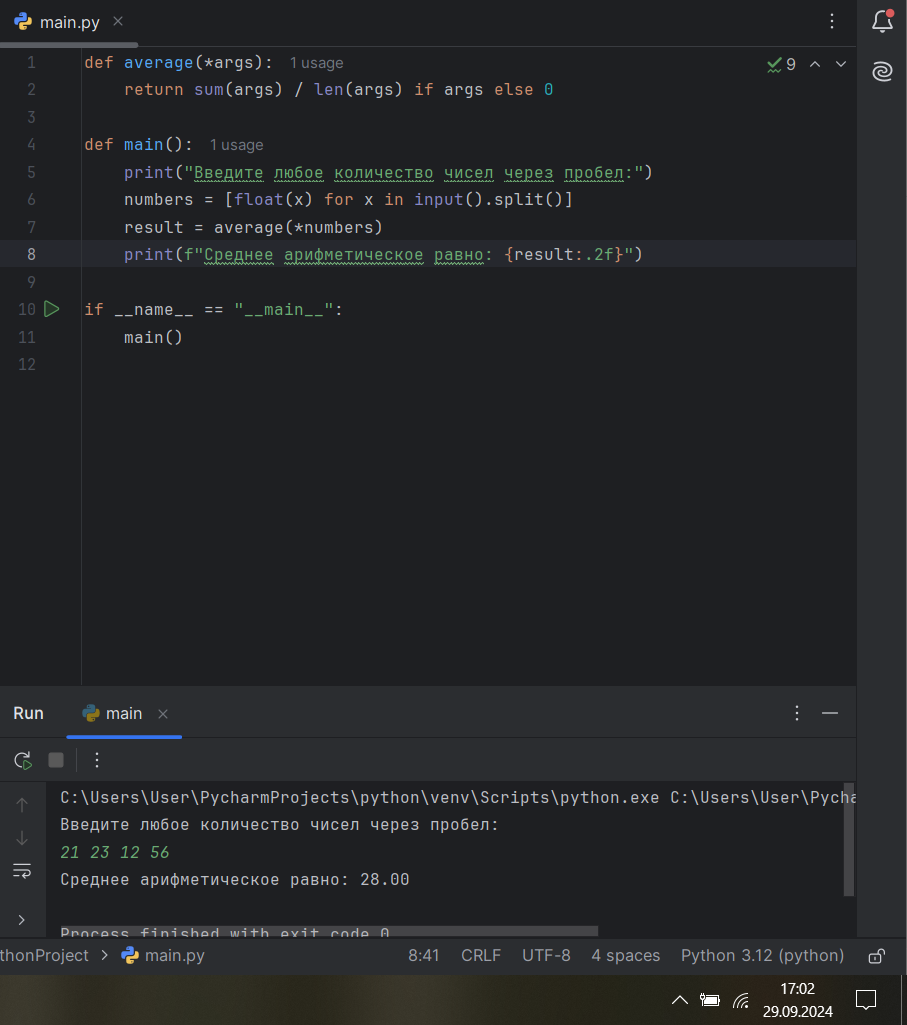 main.py
1 def average(*args): 1 usage
9
2     return sum(args) / len(args) if args else 0
3
4 def main(): 1 usage
5     print("Введите любое количество чисел через пробел:")
6     numbers = [float(x) for x in input().split()]
7     result = average(*numbers)
8     print(f"Среднее арифметическое равно: {result:.2f}")
9
10 if __name__ == "__main__":
11     main()
12
Run main
C:\Users\User\PycharmProjects\python\venv\Scripts\python.exe C:\Users\User\Pycha
Введите любое количество чисел через пробел:
21 23 12 56
Среднее арифметическое равно: 28.00
Process finished with exit code 0
thonProject > main.py 8:41 CRLF UTF-8 4 spaces Python 3.12 (python)
17:02
29.09.2024